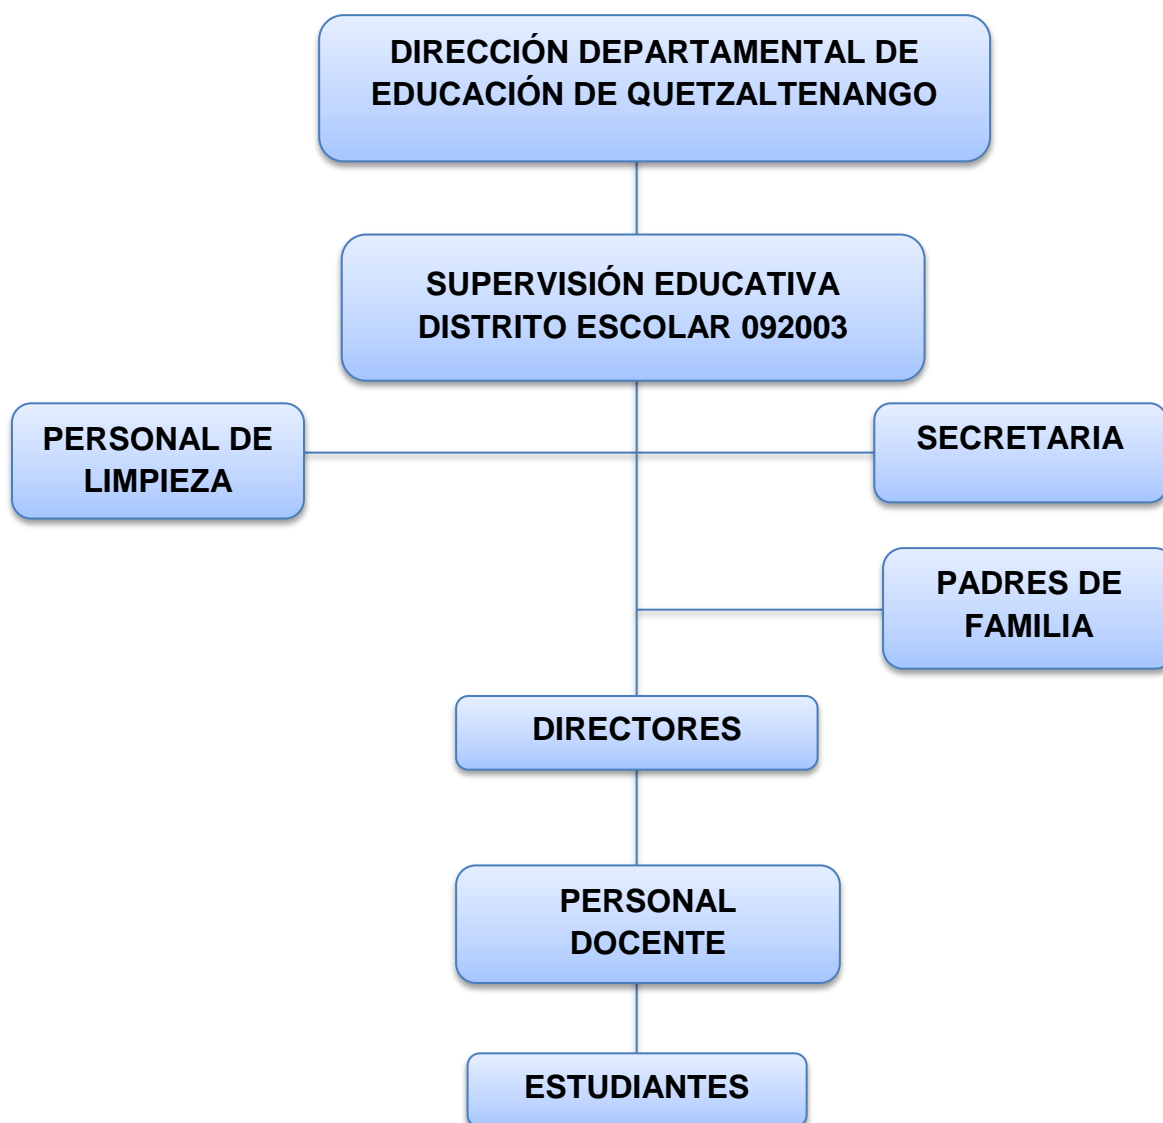 DIRECCIÓN DEPARTAMENTAL DE
EDUCACIÓN DE QUETZALTENANGO
SUPERVISIÓN EDUCATIVA
DISTRITO ESCOLAR 092003
PERSONAL DE
LIMPIEZA
SECRETARIA
PADRES DE
FAMILIA
DIRECTORES
PERSONAL
DOCENTE
ESTUDIANTES